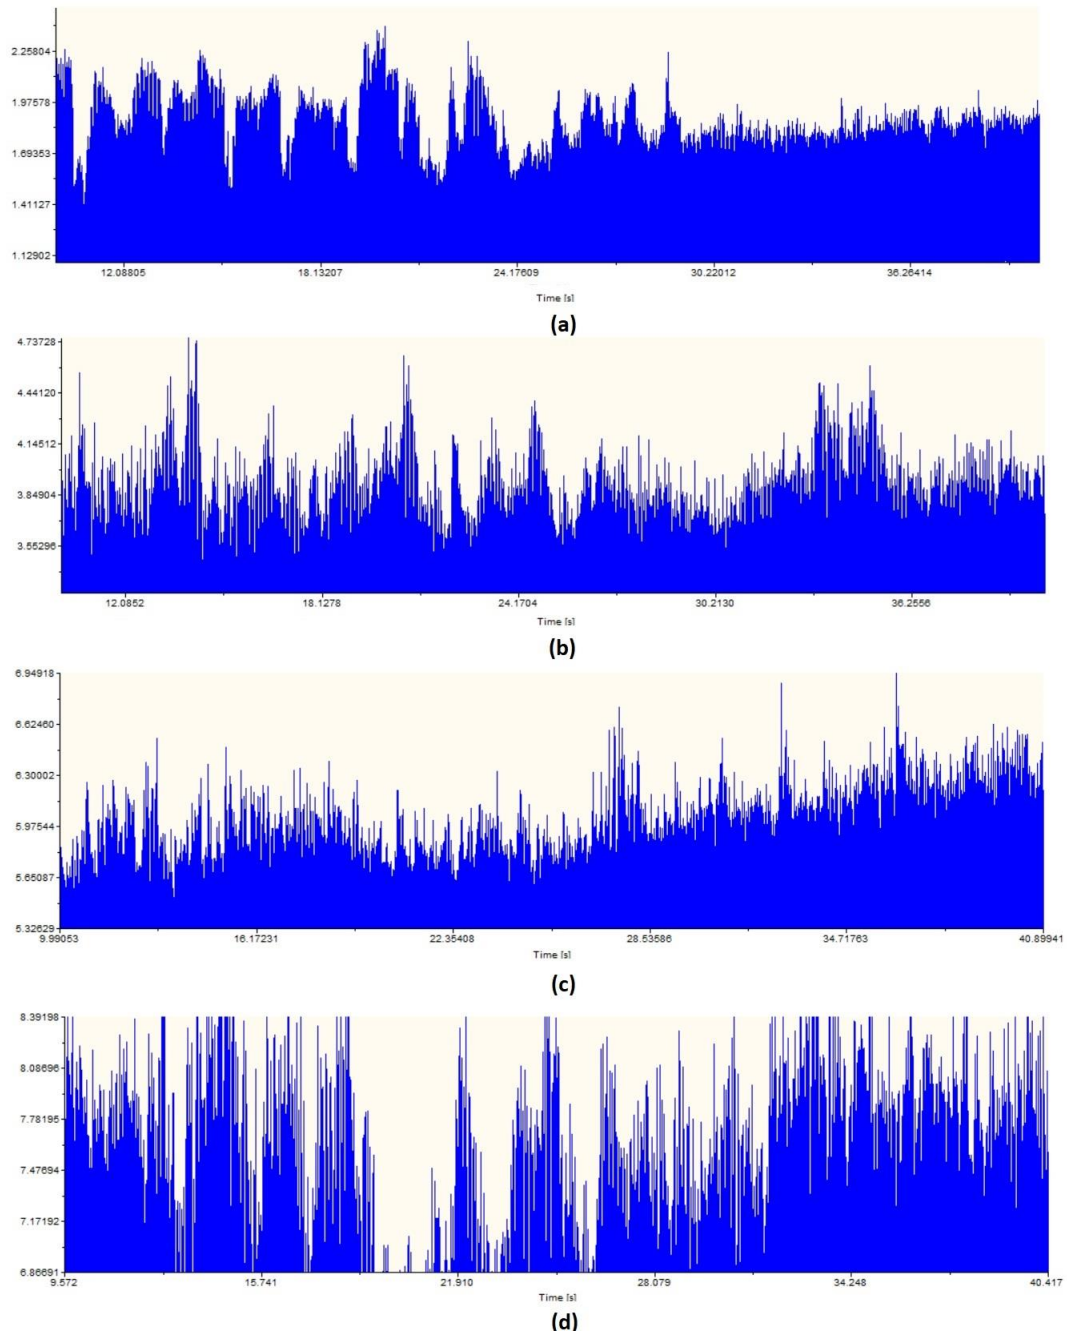 2.25804
1.97578
1.69353
1.41127
1.12902
12.08805 18.13207 24.17609 30.22012 36.26414
Time [s]
(a)
4.73728
4.44120
4.14512
3.84904
3.55296
12.0852 18.1278 24.1704 30.2130 36.2556
Time [s]
(b)
6.94918
6.62460
6.30002
5.97544
5.65087
5.32629
9.99053 16.17231 22.35408 28.53586 34.71763 40.89941
Time [s]
(c)
8.39198
8.08696
7.78195
7.47694
7.17192
6.86691
9.572 15.741 21.910 28.079 34.248 40.417
Time [s]
(d)